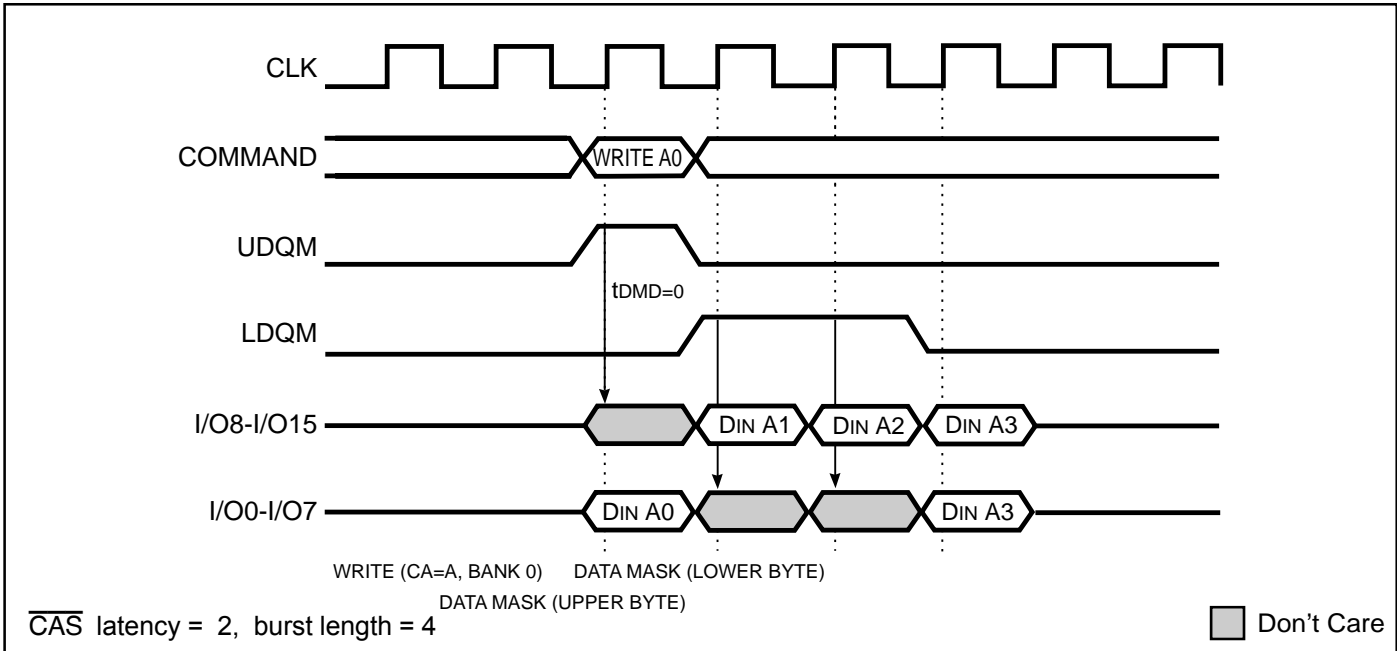 CLK
COMMAND WRITE A0
UDQM
tDMD=0
LDQM
I/O8-I/O15 DIN A1 DIN A2 DIN A3
I/O0-I/O7 DIN A0 DIN A3
WRITE (CA=A, BANK 0) DATA MASK (LOWER BYTE)
DATA MASK (UPPER BYTE)
CAS latency = 2, burst length = 4 Don't Care